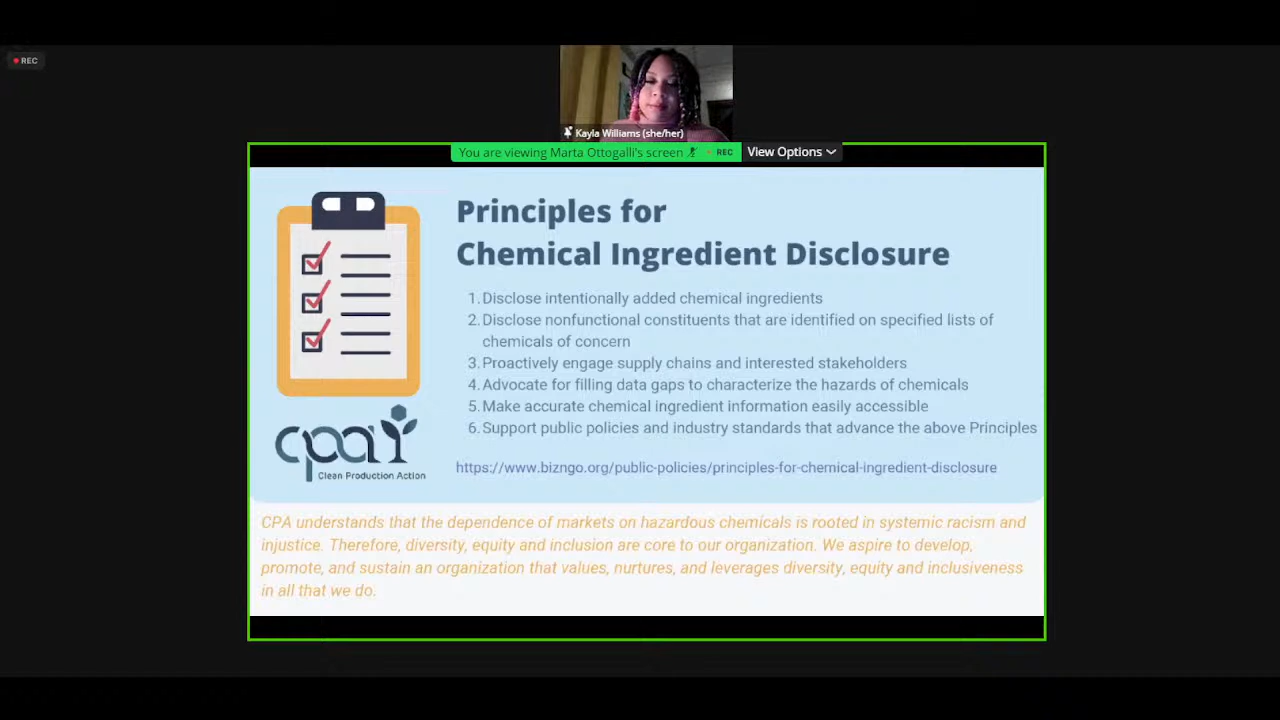 REC
Kayla Williams (she/her)
You are viewing Marta Ottogalli's screen
REC
View Options
Principles for
Chemical Ingredient Disclosure
1. Disclose intentionally added chemical ingredients
2. Disclose nonfunctional constituents that are identified on specified lists of
chemicals of concern
3. Proactively engage supply chains and interested stakeholders
4. Advocate for filling data gaps to characterize the hazards of chemicals
5. Make accurate chemical ingredient information easily accessible
6. Support public policies and industry standards that advance the above Principles
cpa
Clean Production Action
https://www.bizngo.org/public-policies/principles-for-chemical-ingredient-disclosure
CPA understands that the dependence of markets on hazardous chemicals is rooted in systemic racism and
injustice. Therefore, diversity, equity and inclusion are core to our organization. We aspire to develop,
promote, and sustain an organization that values, nurtures, and leverages diversity, equity and inclusiveness
in all that we do.